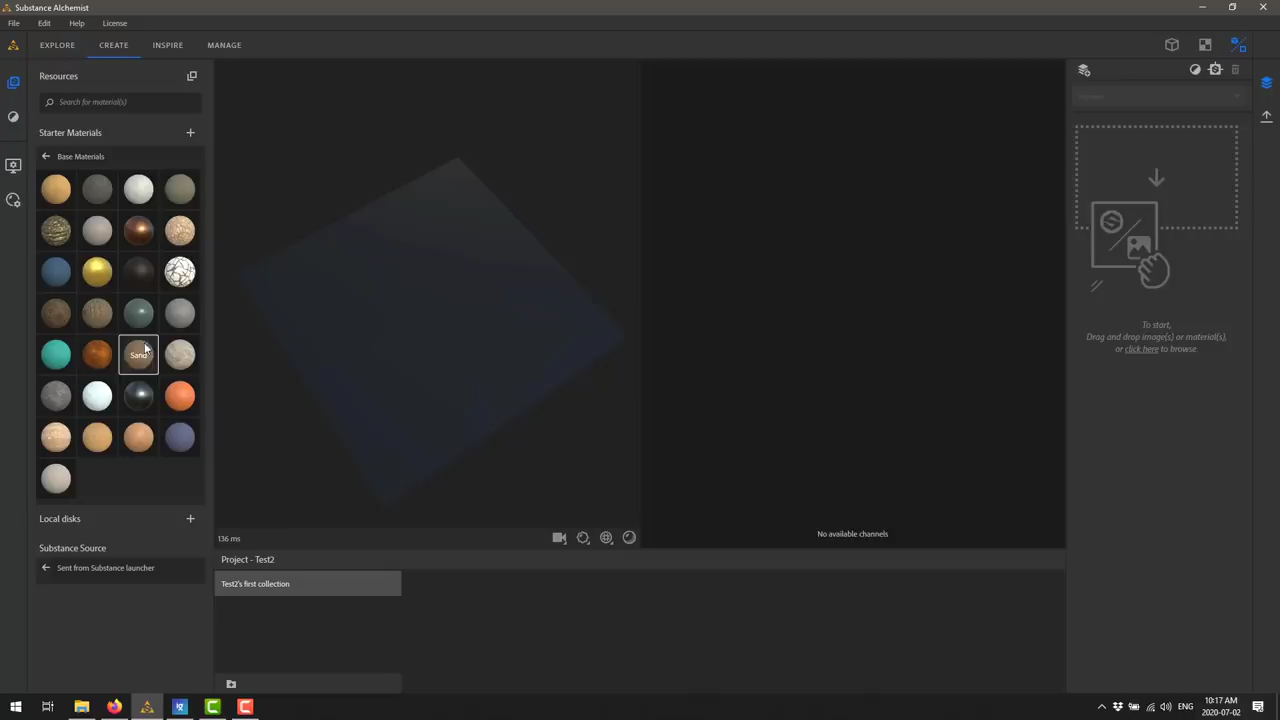 Substance Alchemist
File Edit Help License
EXPLORE CREATE INSPIRE MANAGE
Resources
Search for material(s)
Starter Materials
Base Materials
Sand
Local disks
Substance Source
Sent from Substance launcher
136 ms
No available channels
Project - Test2
Test2's first collection
To start,
Drag and drop image(s) or material(s),
or click here to browse.
10:17 AM
2020-07-02
ENG